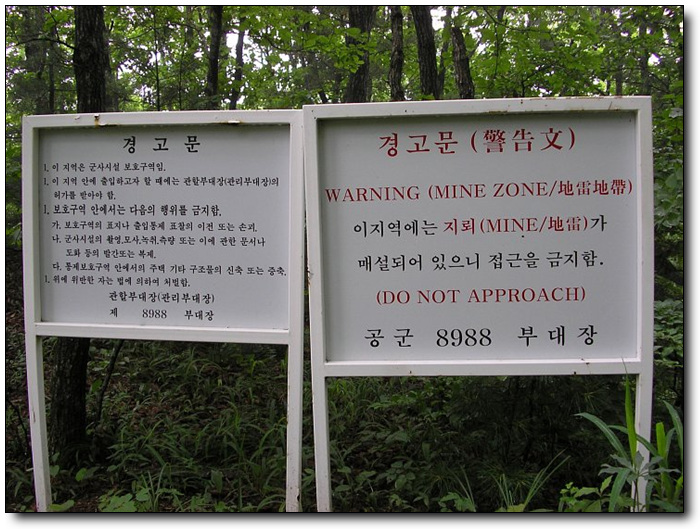 경고문
1. 이 지역은 군사시설 보호구역임.
1. 이 지역 안에 출입하고자 할 때에는 관할부대장(관리부대장)의
허가를 받아야 함.
1. 보호구역 안에서는 다음의 행위를 금지함.
가. 보호구역의 표지나 출입통제 표찰의 이전 또는 손괴.
나. 군사시설의 촬영,묘사,녹취,측량 또는 이에 관한 문서나
도화 등의 발간또는 복제.
다. 통제보호구역 안에서의 주택 기타 구조물의 신축 또는 증축.
1. 위에 위반한 자는 법에 의하여 처벌함.
관할부대장(관리부대장)
제 8988 부대장
경고문 (警告文)
WARNING (MINE ZONE/地雷地帶)
이지역에는 지뢰(MINE/地雷)가
매설되어 있으니 접근을 금지함.
(DO NOT APPROACH)
공군 8988 부대장